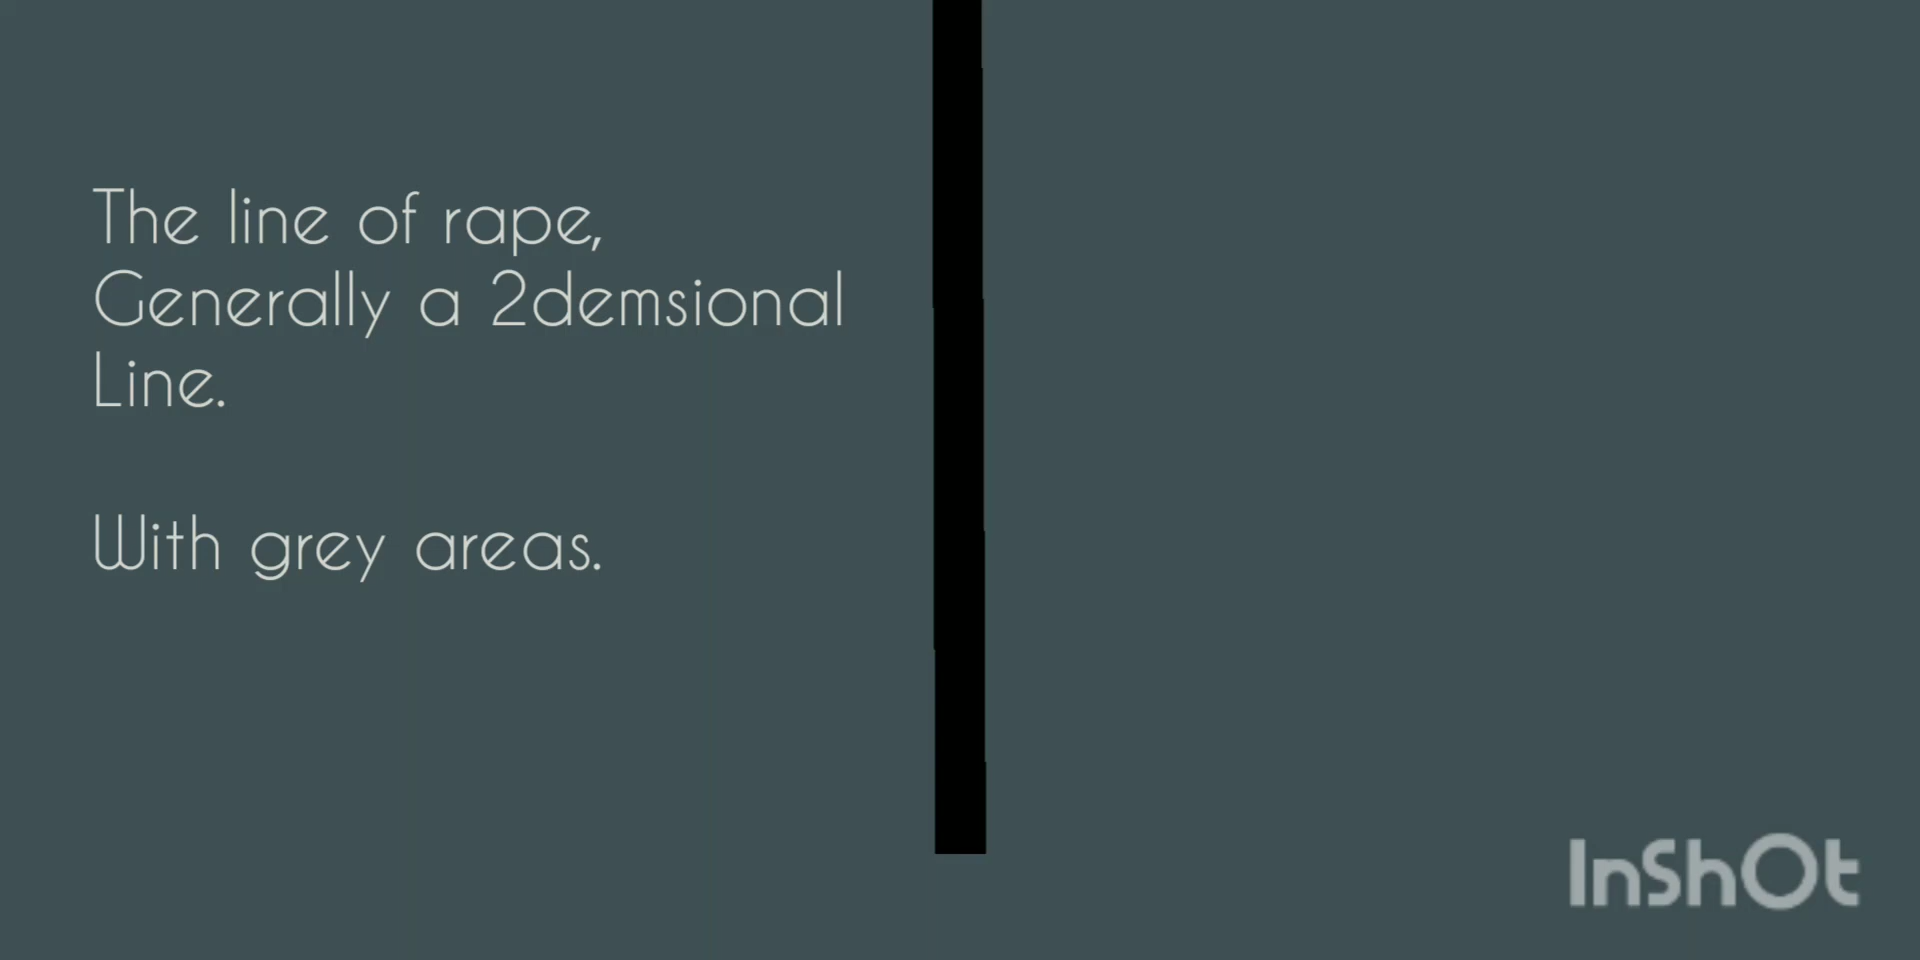 The line of rape,
Generally a 2demsional
Line.
With grey areas.
InShOt